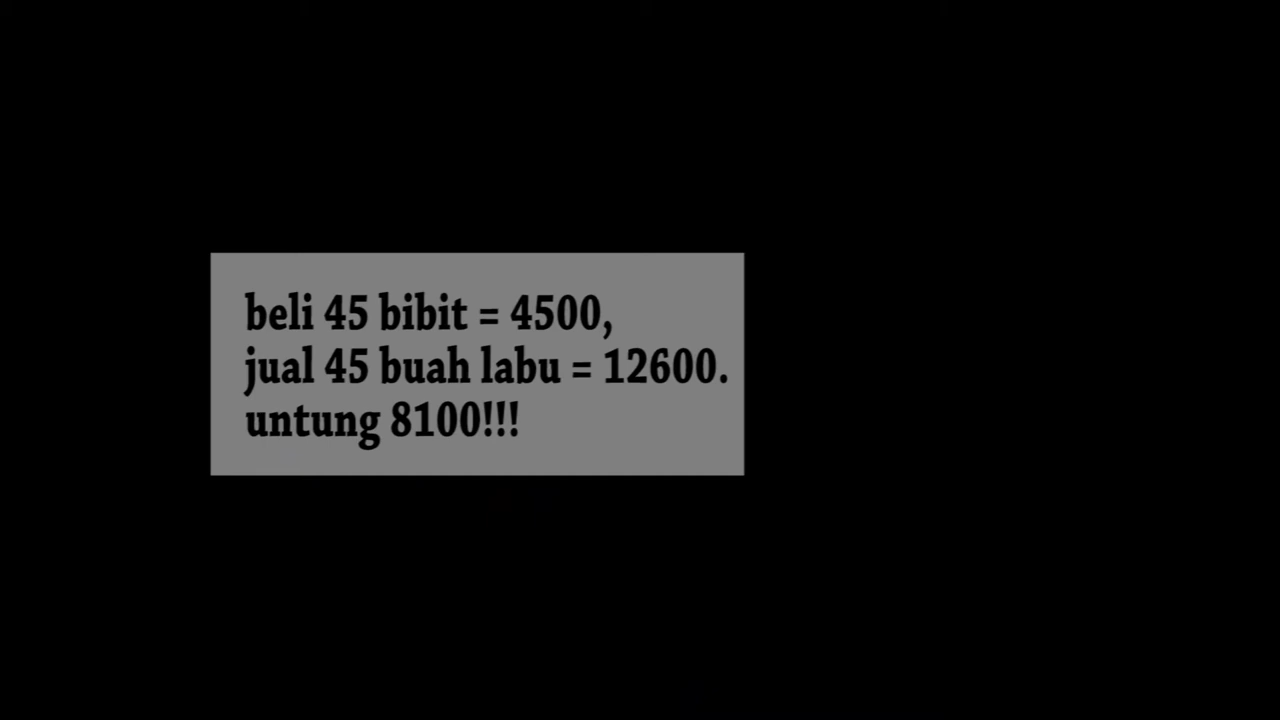 beli 45 bibit = 4500,
jual 45 buah labu = 12600.
untung 8100!!!